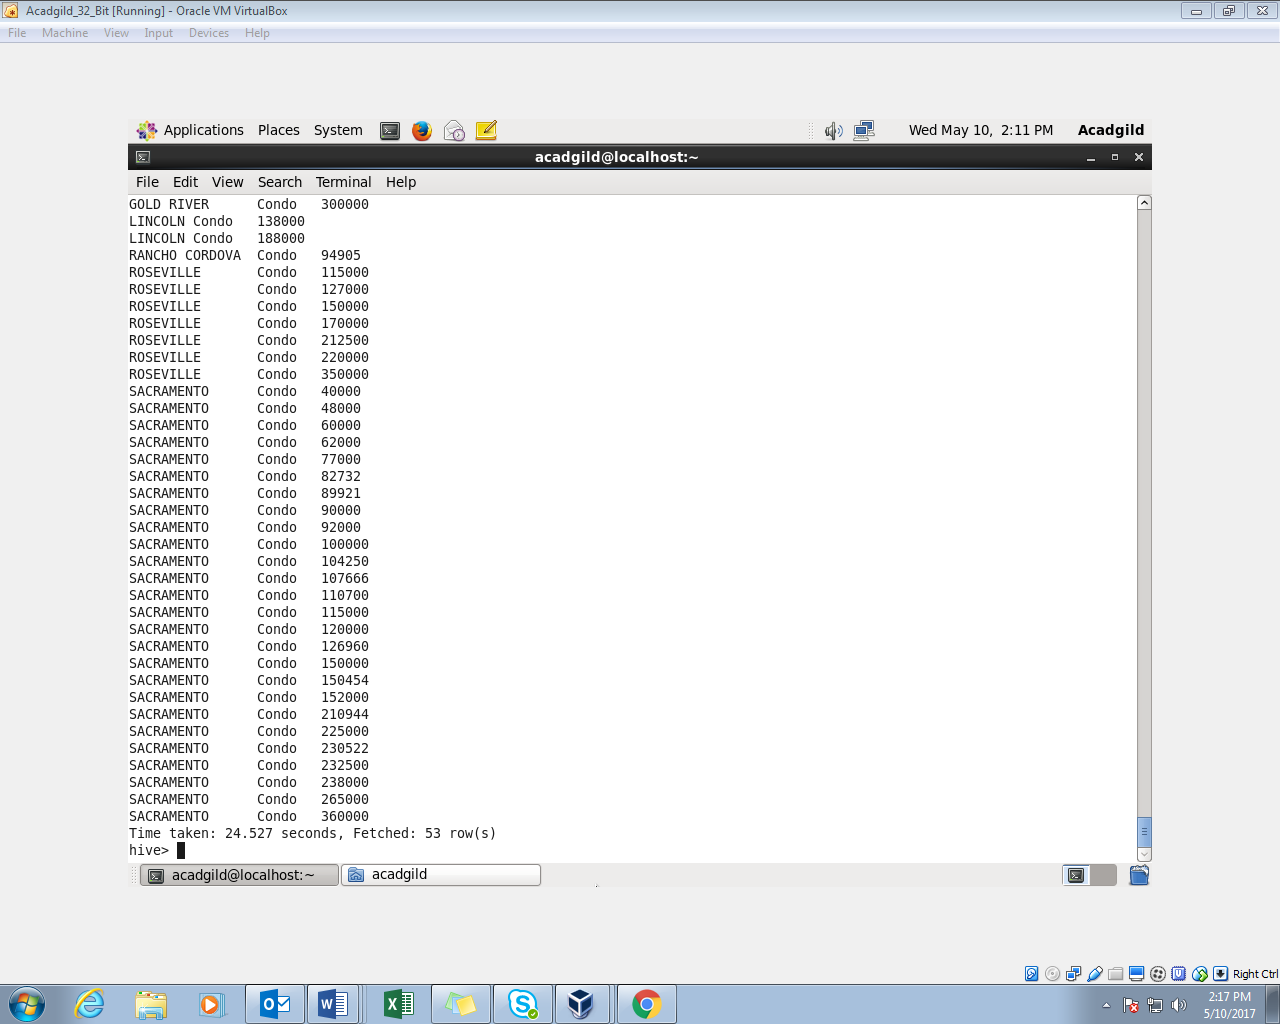 Acadgild_32_Bit [Running] - Oracle VM VirtualBox
File Machine View Input Devices Help
Applications Places System Wed May 10, 2:11 PM Acadgild
acadgild@localhost:~
File Edit View Search Terminal Help
GOLD RIVER Condo 300000
LINCOLN Condo 138000
LINCOLN Condo 188000
RANCHO CORDOVA Condo 94905
ROSEVILLE Condo 115000
ROSEVILLE Condo 127000
ROSEVILLE Condo 150000
ROSEVILLE Condo 170000
ROSEVILLE Condo 212500
ROSEVILLE Condo 220000
ROSEVILLE Condo 350000
SACRAMENTO Condo 40000
SACRAMENTO Condo 48000
SACRAMENTO Condo 60000
SACRAMENTO Condo 62000
SACRAMENTO Condo 77000
SACRAMENTO Condo 82732
SACRAMENTO Condo 89921
SACRAMENTO Condo 90000
SACRAMENTO Condo 92000
SACRAMENTO Condo 100000
SACRAMENTO Condo 104250
SACRAMENTO Condo 107666
SACRAMENTO Condo 110700
SACRAMENTO Condo 115000
SACRAMENTO Condo 120000
SACRAMENTO Condo 126960
SACRAMENTO Condo 150000
SACRAMENTO Condo 150454
SACRAMENTO Condo 152000
SACRAMENTO Condo 210944
SACRAMENTO Condo 225000
SACRAMENTO Condo 230522
SACRAMENTO Condo 232500
SACRAMENTO Condo 238000
SACRAMENTO Condo 265000
SACRAMENTO Condo 360000
Time taken: 24.527 seconds, Fetched: 53 row(s)
hive>
acadgild@localhost:~ acadgild
Right Ctrl
2:17 PM
5/10/2017